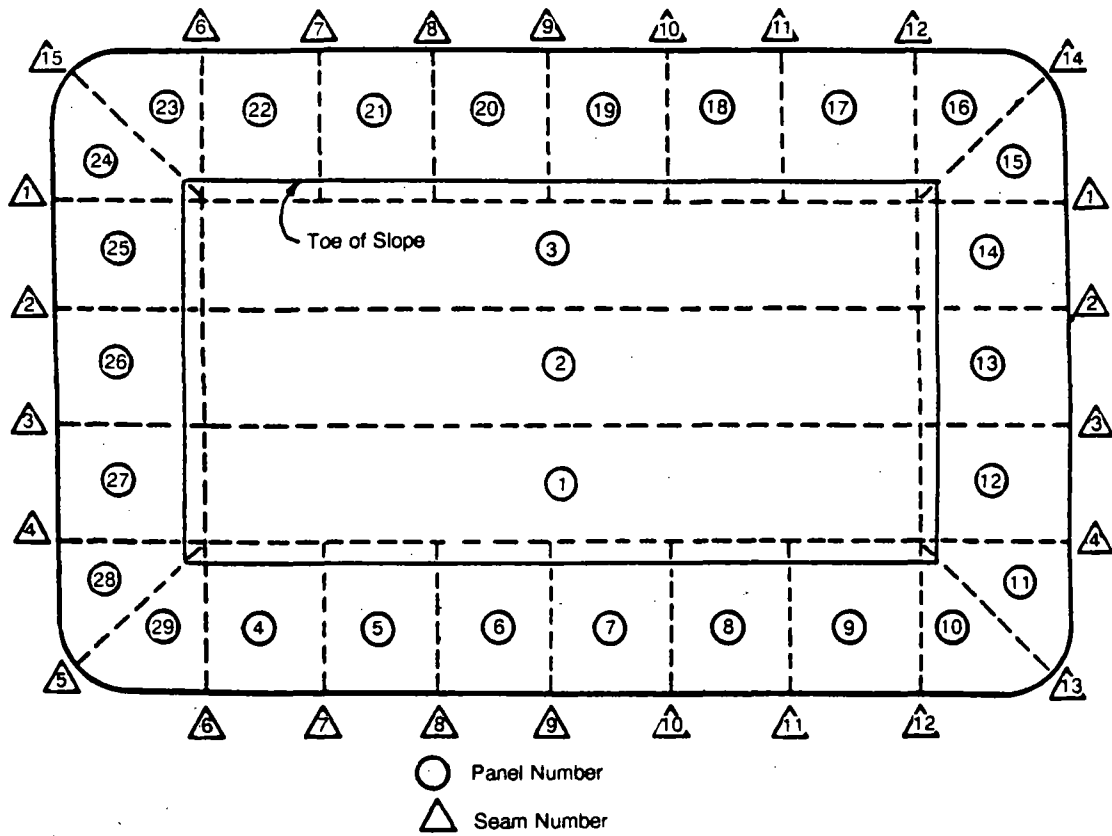 6 7 8 9 10 11 12
15 14
23 22 21 20 19 18 17 16
24 15
1 1
Toe of Slope
25 3 14
2 2
26 2 13
3 3
27 1 12
4 4
28 11
29 4 5 6 7 8 9 10
5 13
6 7 8 9 10 11 12
Panel Number
Seam Number